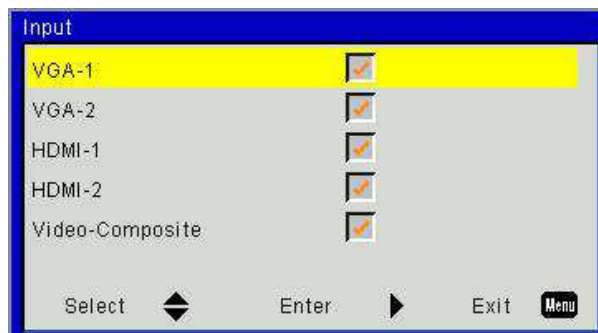 Input
VGA-1
VGA-2
HDMI-1
HDMI-2
Video-Composite
Select Enter Exit Menu